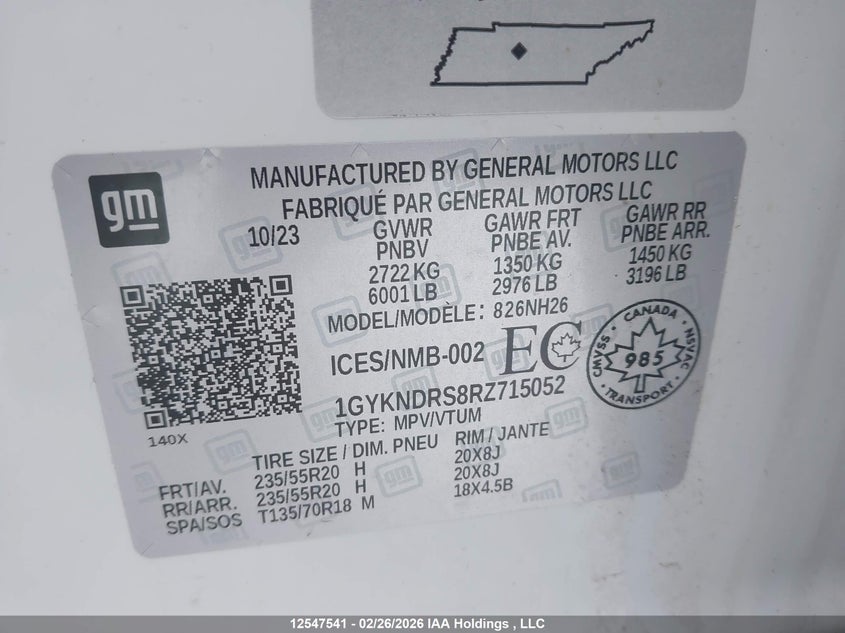 gm
MANUFACTURED BY GENERAL MOTORS LLC
FABRIQUÉ PAR GENERAL MOTORS LLC
10/23
GVWR
PNBV
2722 KG
6001 LB
GAWR FRT
PNBE AV.
1350 KG
2976 LB
GAWR RR
PNBE ARR.
1450 KG
3196 LB
MODEL/MODÈLE: 826NH26
ICES/NMB-002 EC
CANADA
CMVSS 985 NSVAC
TRANSPORT
1GYKNDRS8RZ715052
TYPE: MPV/VTUM
140X
TIRE SIZE / DIM. PNEU RIM / JANTE
FRT/AV. 235/55R20 H 20X8J
RR/ARR. 235/55R20 H 20X8J
SPA/SOS T135/70R18 M 18X4.5B
12547541 - 02/26/2026 IAA Holdings , LLC